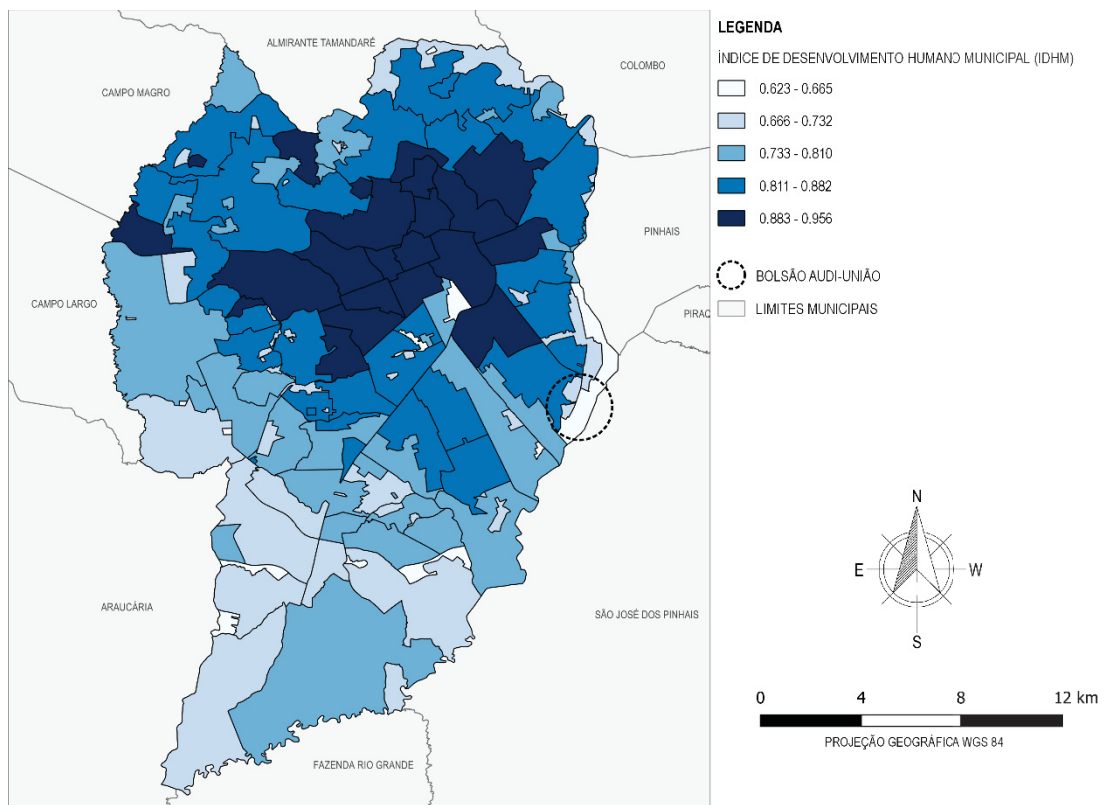 ALMIRANTE TAMANDARÉ
COLOMBO
CAMPO MAGRO
PINHAIS
CAMPO LARGO
PIRAQ
ARAUCÁRIA
SÃO JOSÉ DOS PINHAIS
FAZENDA RIO GRANDE
LEGENDA
ÍNDICE DE DESENVOLVIMENTO HUMANO MUNICIPAL (IDHM)
0.623 - 0.665
0.666 - 0.732
0.733 - 0.810
0.811 - 0.882
0.883 - 0.956
BOLSÃO AUDI-UNIÃO
LIMITES MUNICIPAIS
N
E W
S
0 4 8 12 km
PROJEÇÃO GEOGRÁFICA WGS 84